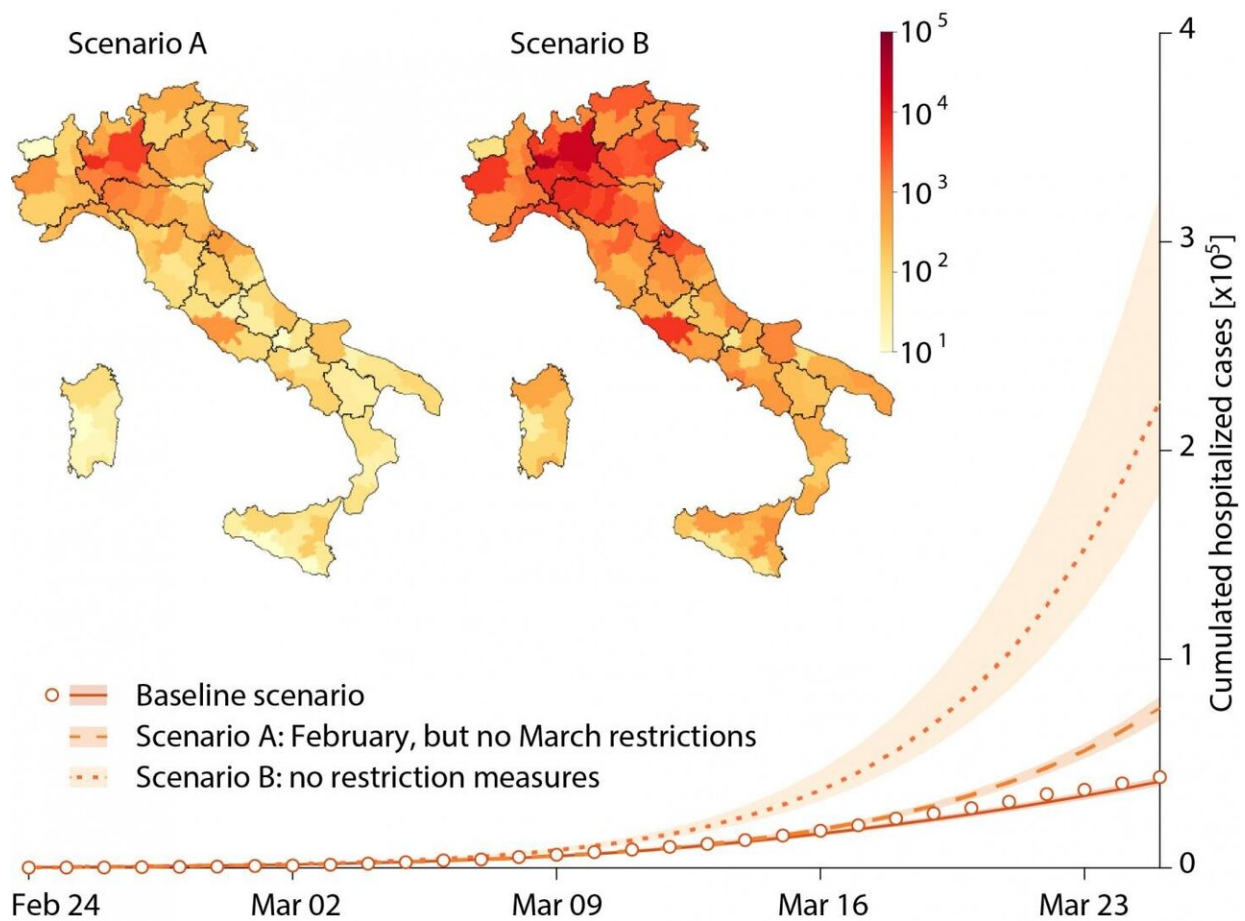 Scenario A
Scenario B
10^5
10^4
10^3
10^2
10^1
4
3
2
1
0
Cumulated hospitalized cases [x10^5]
Baseline scenario
Scenario A: February, but no March restrictions
Scenario B: no restriction measures
Feb 24
Mar 02
Mar 09
Mar 16
Mar 23